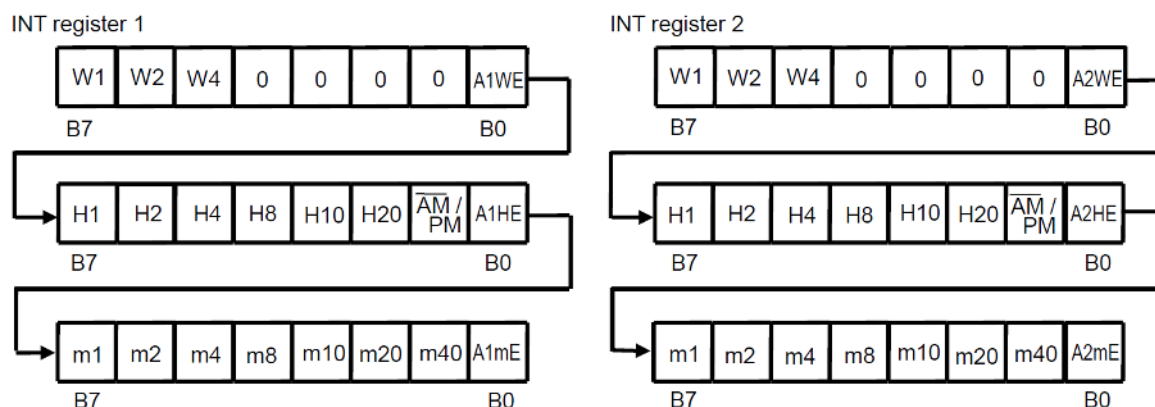 INT register 1
W1 W2 W4 0 0 0 0 A1WE
B7 B0
H1 H2 H4 H8 H10 H20 A̅M̅ / PM A1HE
B7 B0
m1 m2 m4 m8 m10 m20 m40 A1mE
B7 B0
INT register 2
W1 W2 W4 0 0 0 0 A2WE
B7 B0
H1 H2 H4 H8 H10 H20 A̅M̅ / PM A2HE
B7 B0
m1 m2 m4 m8 m10 m20 m40 A2mE
B7 B0